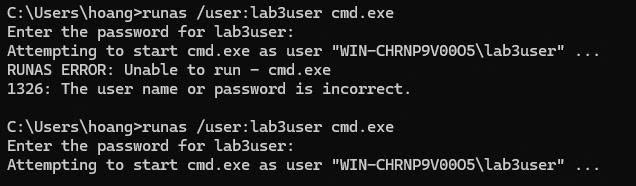 C:\Users\hoang>runas /user:lab3user cmd.exe
Enter the password for lab3user:
Attempting to start cmd.exe as user "WIN-CHRNP9V00O5\lab3user" ...
RUNAS ERROR: Unable to run - cmd.exe
1326: The user name or password is incorrect.
C:\Users\hoang>runas /user:lab3user cmd.exe
Enter the password for lab3user:
Attempting to start cmd.exe as user "WIN-CHRNP9V00O5\lab3user" ...